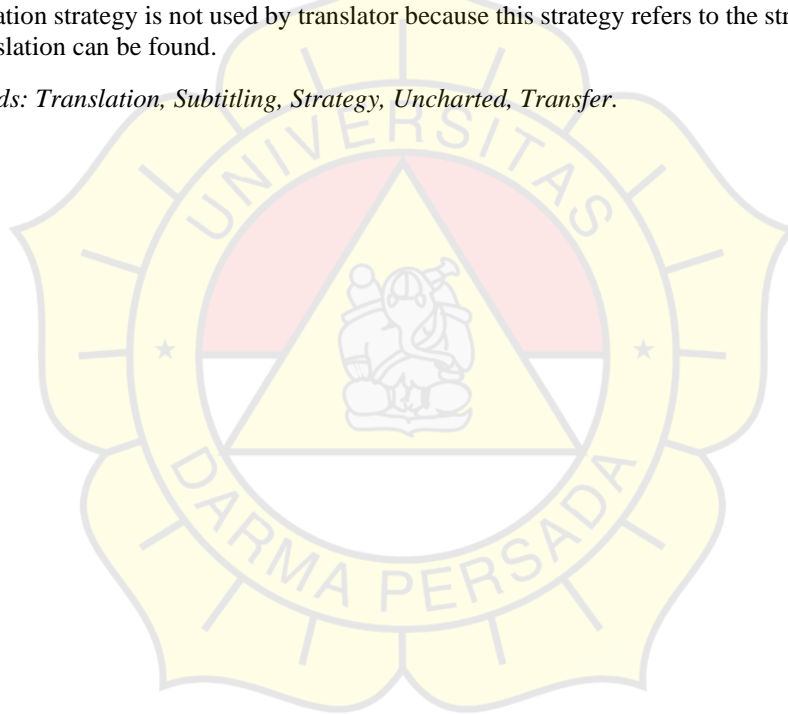 ation strategy is not used by translator because this strategy refers to the str
slation can be found.
ds: Translation, Subtitling, Strategy, Uncharted, Transfer.
UNIVERSITAS
DARMA PERSADA